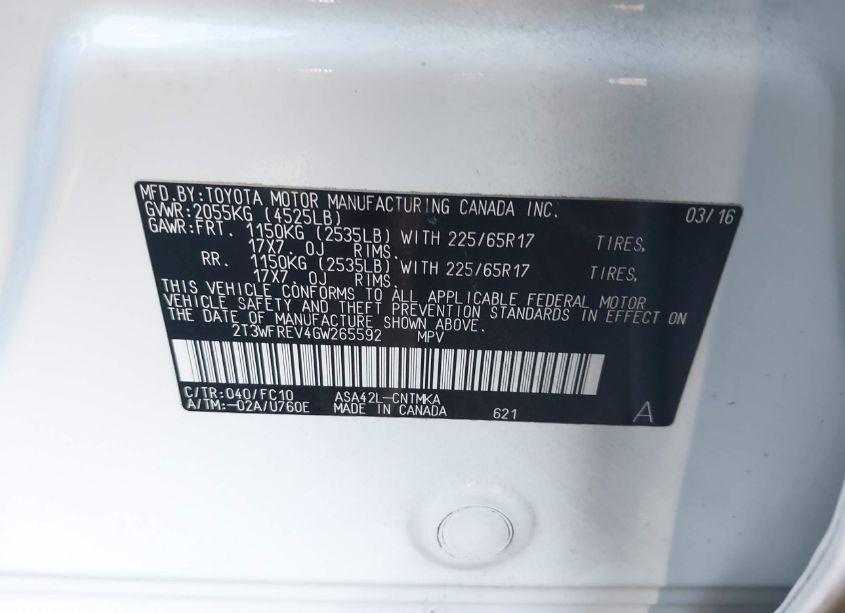 MFD.BY:TOYOTA MOTOR MANUFACTURING CANADA INC. 03/16
GVWR:2055KG (4525LB)
GAWR:FRT. 1150KG (2535LB) WITH 225/65R17 TIRES,
17X7.0J RIMS.
RR. 1150KG (2535LB) WITH 225/65R17 TIRES,
17X7.0J RIMS.
THIS VEHICLE CONFORMS TO ALL APPLICABLE FEDERAL MOTOR
VEHICLE SAFETY AND THEFT PREVENTION STANDARDS IN EFFECT ON
THE DATE OF MANUFACTURE SHOWN ABOVE.
2T3WFREV4GW265592 MPV
C/TR:040/FC10 ASA42L-CNTMKA
A/TM:-02A/U760E MADE IN CANADA 621 A